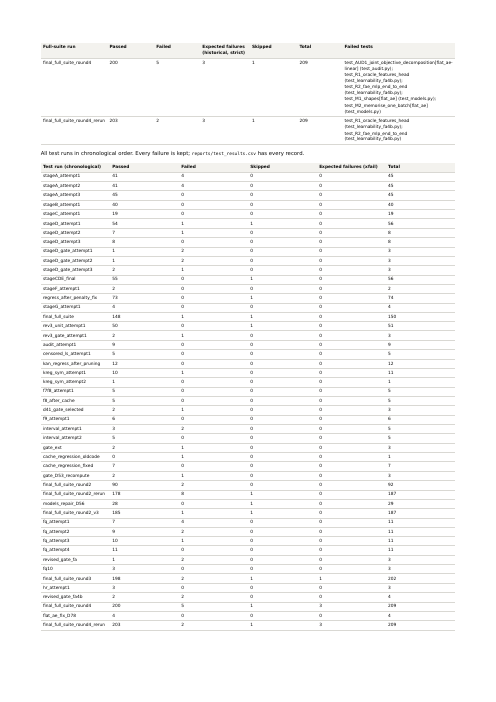 Full-suite run Passed Failed Expected failures (historical, strict) Skipped Total Failed tests
final_full_suite_round4 200 5 3 1 209 test_AUD1_joint_objective_decomposition[flat_ae-
linear] (test_audit.py);
test_R1_oracle_features_head
(test_learnability_fa4b.py);
test_R2_fae_mlp_end_to_end
(test_learnability_fa4b.py);
test_M1_shapes[flat_ae]
(test_models.py);
test_M2_memorise_one_batch[flat_ae]
(test_models.py)
final_full_suite_round4_rerun 203 2 3 1 209 test_R1_oracle_features_head
(test_learnability_fa4b.py);
test_R2_fae_mlp_end_to_end
(test_learnability_fa4b.py)
All test runs in chronological order. Every failure is kept; reports/test_results.csv has every record.
Test run (chronological) Passed Failed Skipped Expected failures (xfail) Total
stageA_attempt1 41 4 0 0 45
stageA_attempt2 41 4 0 0 45
stageA_attempt3 45 0 0 0 45
stageB_attempt1 40 0 0 0 40
stageC_attempt1 19 0 0 0 19
stageD_attempt1 54 1 1 0 56
stageD_attempt2 7 1 0 0 8
stageD_attempt3 8 0 0 0 8
stageD_gate_attempt1 1 2 0 0 3
stageD_gate_attempt2 1 2 0 0 3
stageD_gate_attempt3 2 1 0 0 3
stageCDE_final 55 0 1 0 56
stageF_attempt1 2 0 0 0 2
regress_after_penalty_fix 73 0 1 0 74
stageG_attempt1 4 0 0 0 4
final_full_suite 148 1 1 0 150
rev3_unit_attempt1 50 0 1 0 51
rev3_gate_attempt1 2 1 0 0 3
audit_attempt1 9 0 0 0 9
censored_ls_attempt1 5 0 0 0 5
kan_regress_after_pruning 12 0 0 0 12
kreg_sym_attempt1 10 1 0 0 11
kreg_sym_attempt2 1 0 0 0 1
f7f8_attempt1 5 0 0 0 5
f8_after_cache 5 0 0 0 5
d41_gate_selected 2 1 0 0 3
f9_attempt1 6 0 0 0 6
interval_attempt1 3 2 0 0 5
interval_attempt2 5 0 0 0 5
gate_ext 2 1 0 0 3
cache_regression_oldcode 0 1 0 0 1
cache_regression_fixed 7 0 0 0 7
gate_D53_recompute 2 1 0 0 3
final_full_suite_round2 90 2 0 0 92
final_full_suite_round2_rerun 178 8 1 0 187
models_repair_D56 28 0 1 0 29
final_full_suite_round2_v3 185 1 1 0 187
fq_attempt1 7 4 0 0 11
fq_attempt2 9 2 0 0 11
fq_attempt3 10 1 0 0 11
fq_attempt4 11 0 0 0 11
revised_gate_fa 1 2 0 0 3
fq10 3 0 0 0 3
final_full_suite_round3 198 2 1 1 202
hr_attempt1 3 0 0 0 3
revised_gate_fa4b 2 2 0 0 4
final_full_suite_round4 200 5 1 3 209
flat_ae_fix_D78 4 0 0 0 4
final_full_suite_round4_rerun 203 2 1 3 209